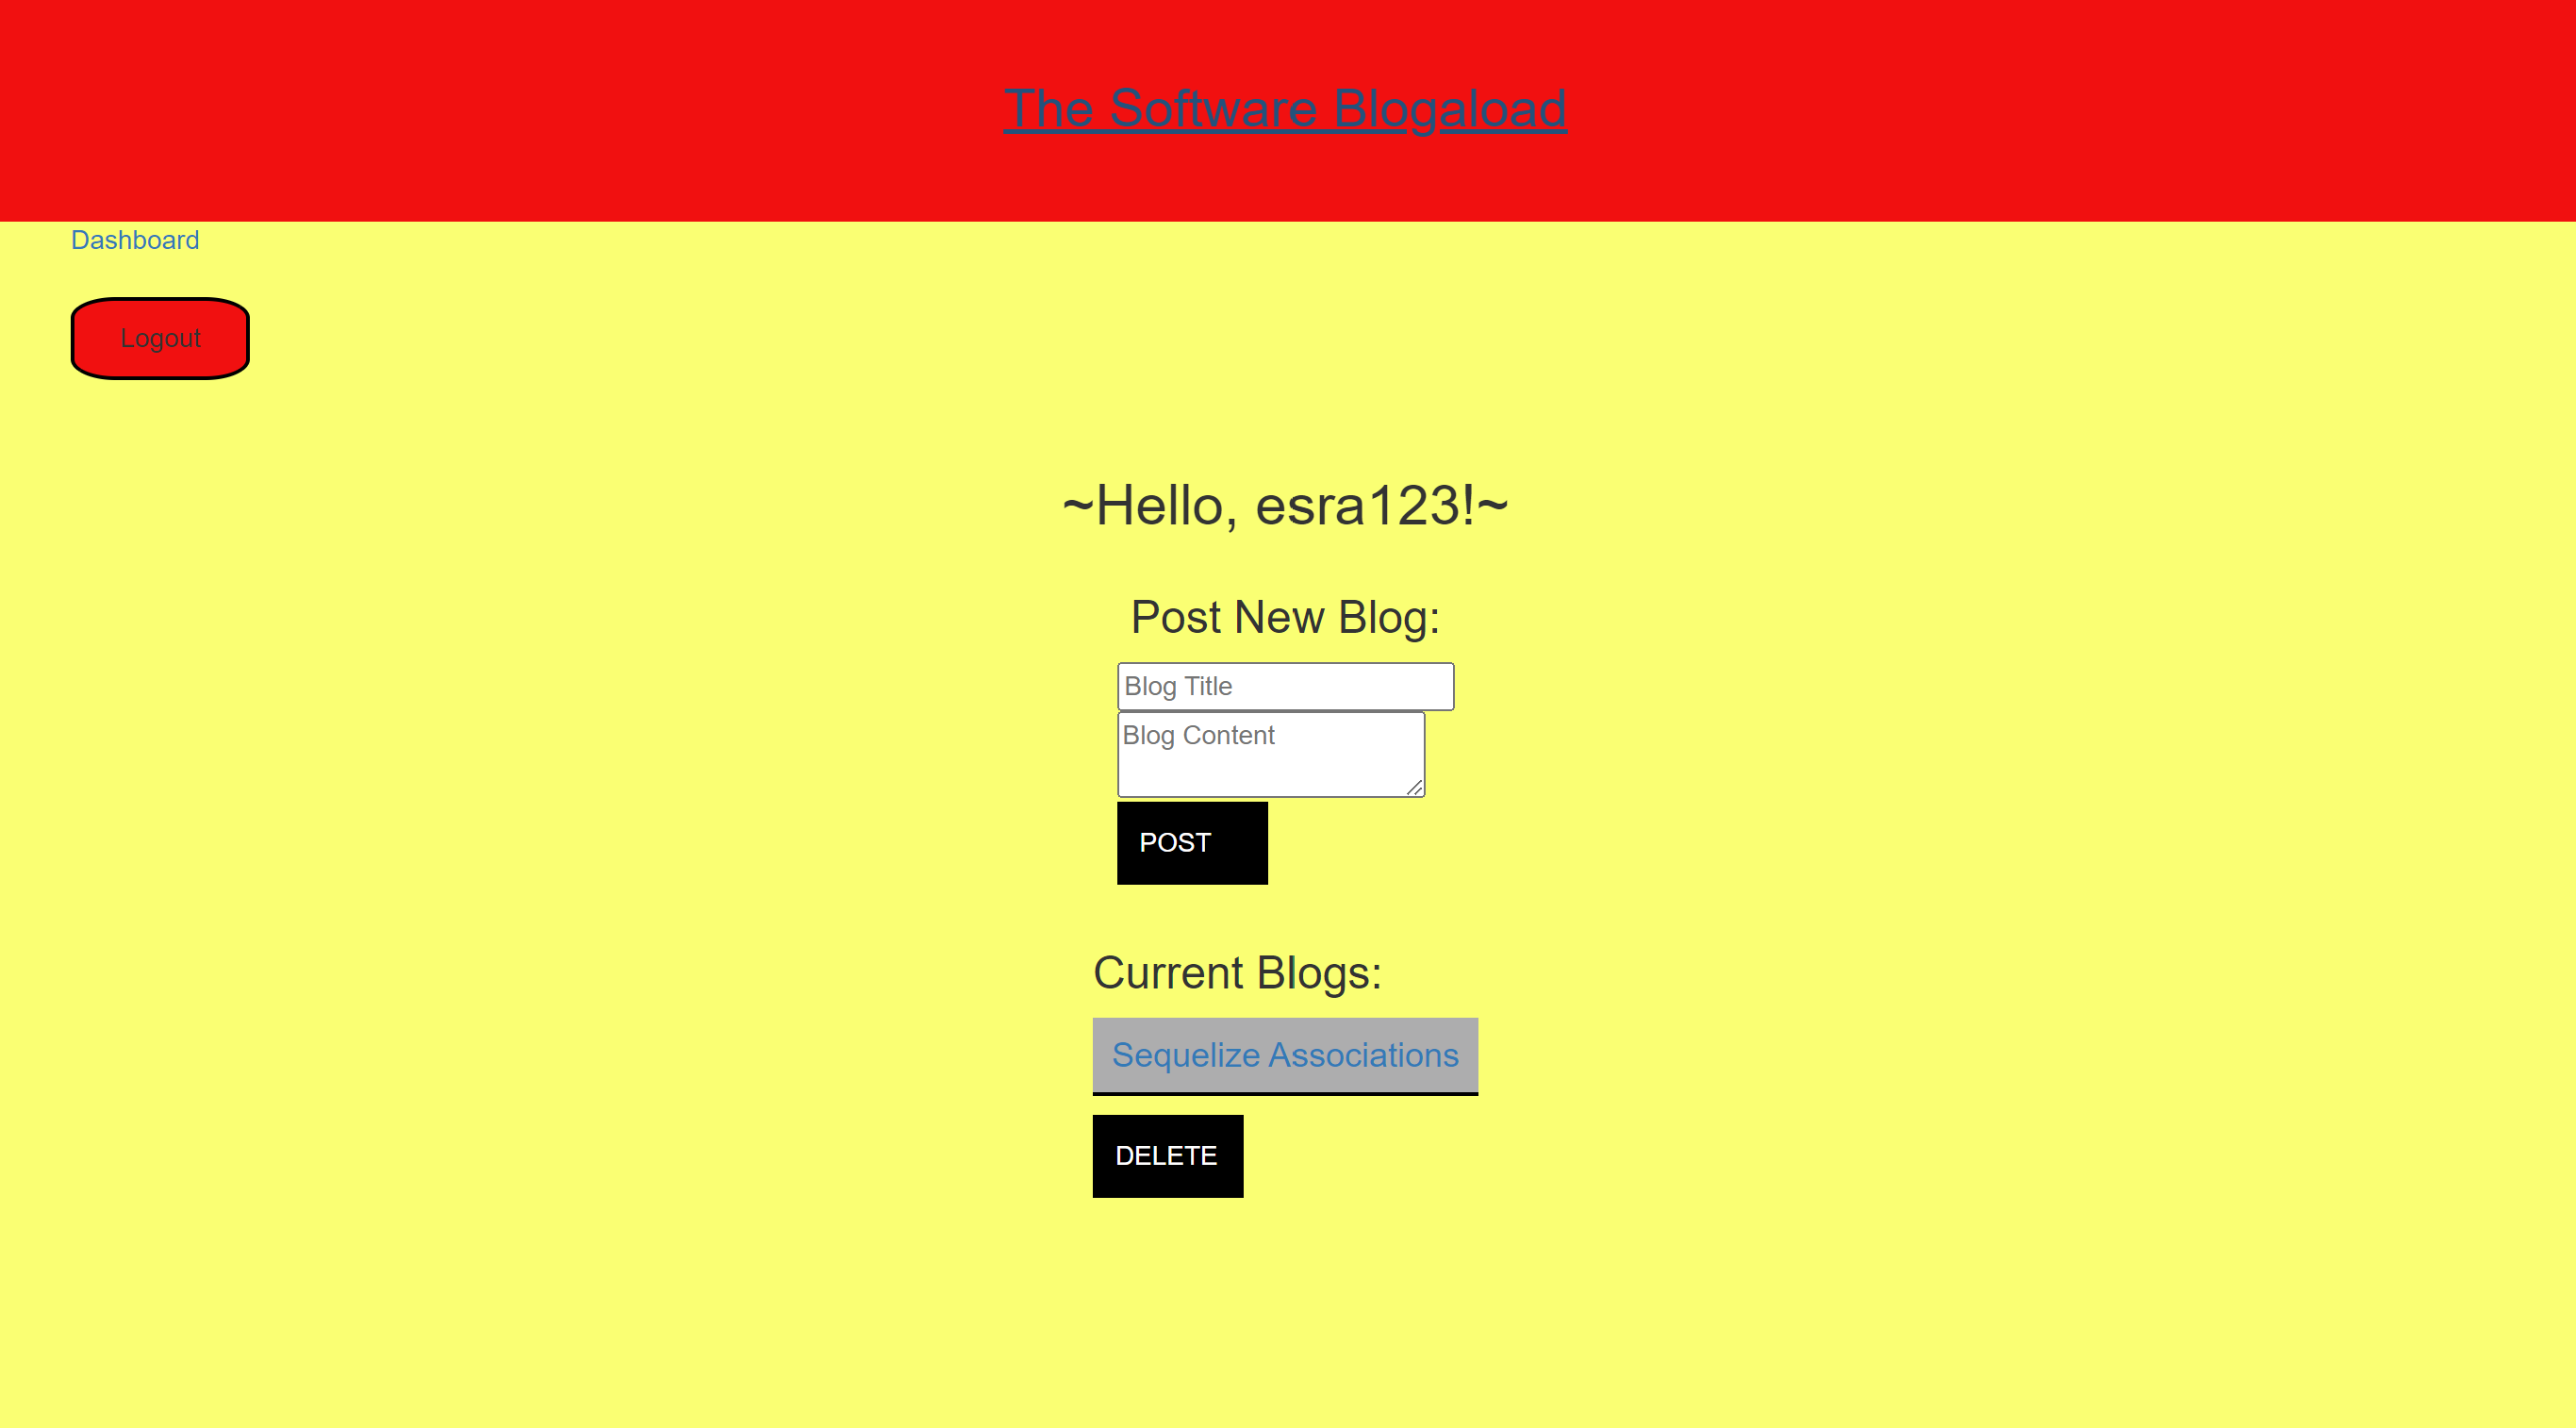 The Software Blogaload
Dashboard
Logout
~Hello, esra123!~
Post New Blog:
Blog Title
Blog Content
POST
Current Blogs:
Sequelize Associations
DELETE